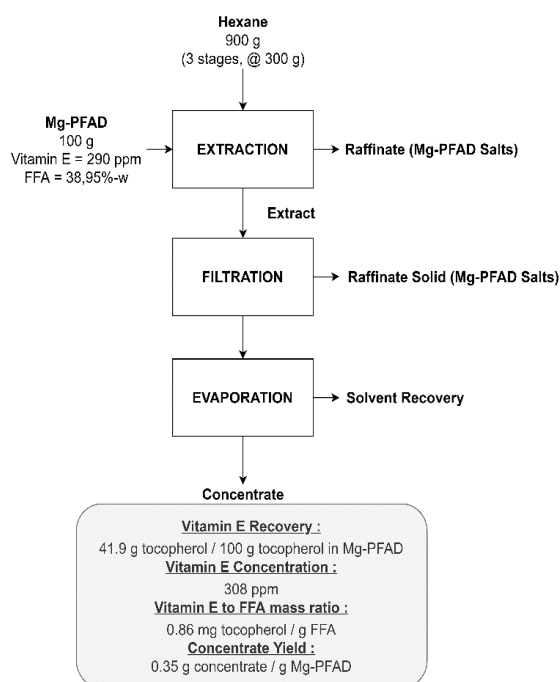 Hexane
900 g
(3 stages, @ 300 g)
Mg-PFAD
100 g
Vitamin E = 290 ppm
FFA = 38,95%-w
EXTRACTION
Raffinate (Mg-PFAD Salts)
Extract
FILTRATION
Raffinate Solid (Mg-PFAD Salts)
EVAPORATION
Solvent Recovery
Concentrate
Vitamin E Recovery :
41.9 g tocopherol / 100 g tocopherol in Mg-PFAD
Vitamin E Concentration :
308 ppm
Vitamin E to FFA mass ratio :
0.86 mg tocopherol / g FFA
Concentrate Yield :
0.35 g concentrate / g Mg-PFAD